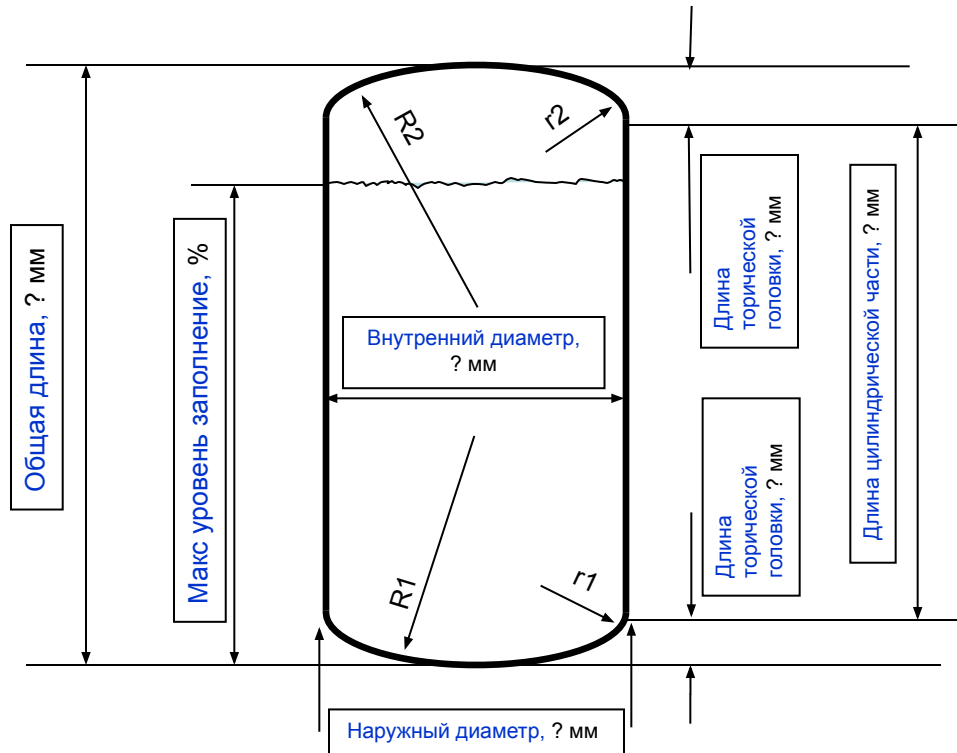 R2
r2
Общая длина, ? мм
Макс уровень заполнение, %
Длина
торической
головки, ? мм
Длина цилиндрической части, ? мм
Внутренний диаметр,
? мм
Длина
торической
головки, ? мм
R1
r1
Наружный диаметр, ? мм